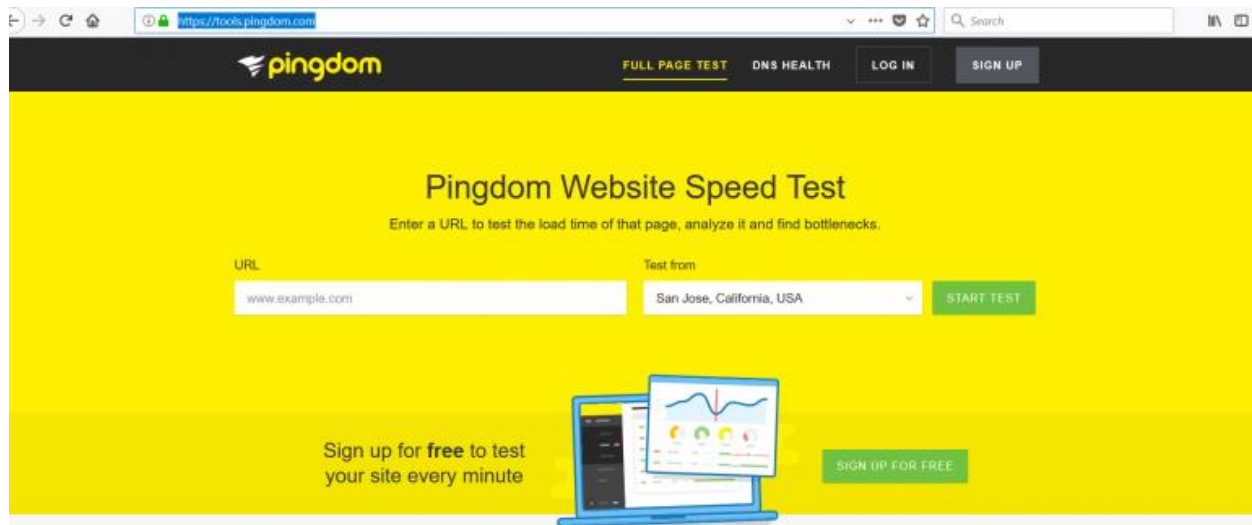 https://tools.pingdom.com
Search
pingdom
FULL PAGE TEST
DNS HEALTH
LOG IN
SIGN UP
Pingdom Website Speed Test
Enter a URL to test the load time of that page, analyze it and find bottlenecks.
URL
Test from
www.example.com
San Jose, California, USA
START TEST
Sign up for free to test
your site every minute
SIGN UP FOR FREE